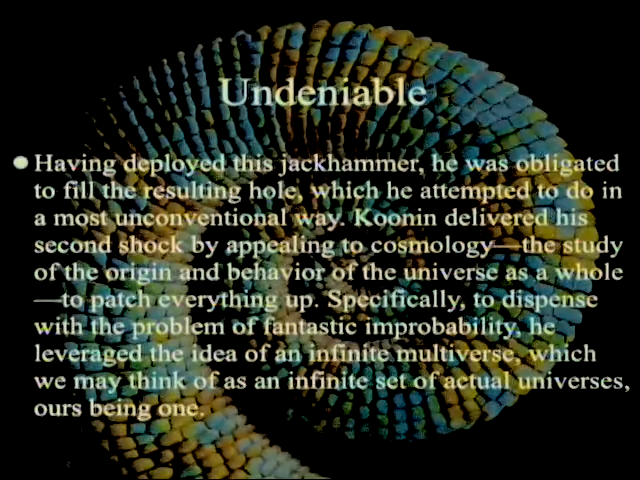 Undeniable
Having deployed this jackhammer, he was obligated
to fill the resulting hole, which he attempted to do in
a most unconventional way. Koonin delivered his
second shock by appealing to cosmology—the study
of the origin and behavior of the universe as a whole
—to patch everything up. Specifically, to dispense
with the problem of fantastic improbability, he
leveraged the idea of an infinite multiverse, which
we may think of as an infinite set of actual universes,
ours being one.